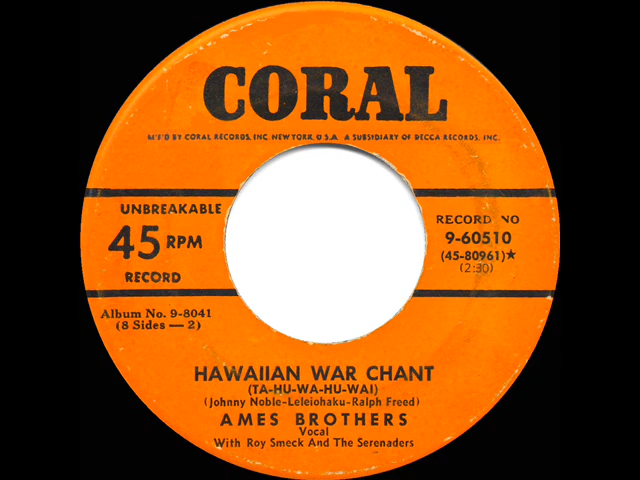 CORAL
M'F'D BY CORAL RECORDS, INC. NEW YORK, U.S.A. A SUBSIDIARY OF DECCA RECORDS, INC.
UNBREAKABLE
45 RPM
RECORD
RECORD NO
9-60510
(45-80961)★
(2:30)
Album No. 9-8041
(8 Sides — 2)
HAWAIIAN WAR CHANT
(TA-HU-WA-HU-WAI)
(Johnny Noble-Leleiohaku-Ralph Freed)
AMES BROTHERS
Vocal
With Roy Smeck And The Serenaders